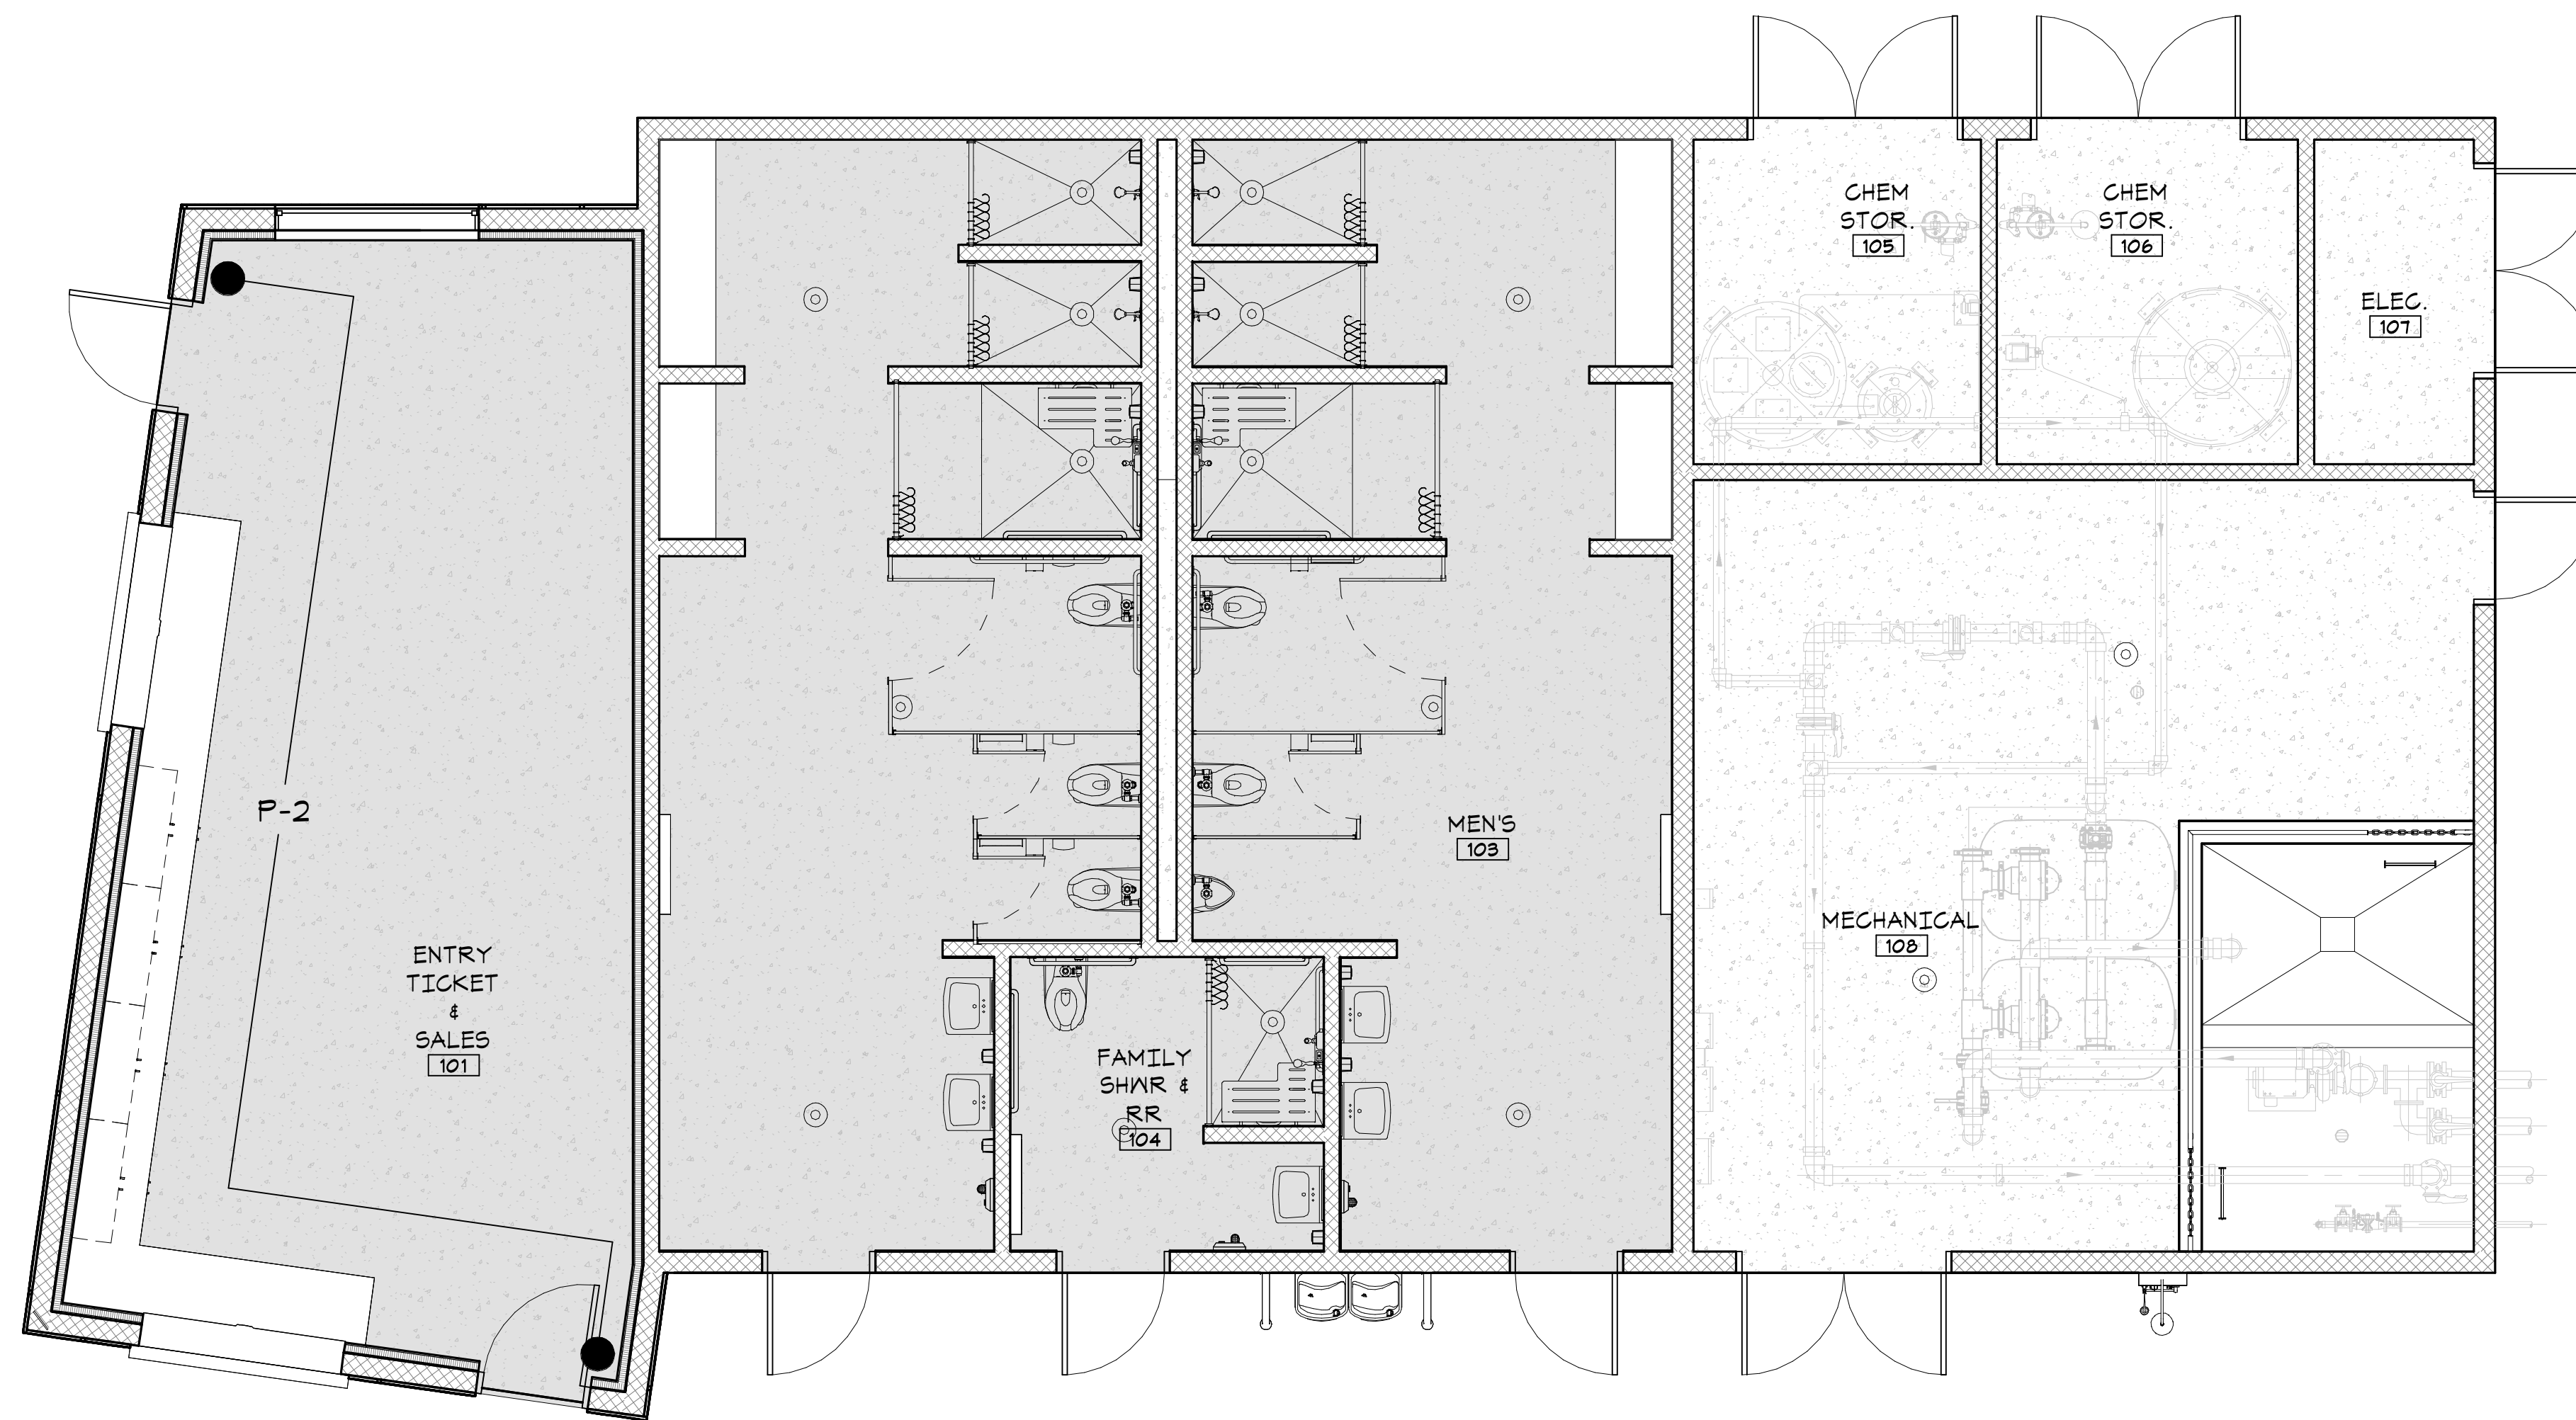 CHEM
STOR.
105
CHEM
STOR.
106
ELEC.
107
P-2
MEN'S
103
MECHANICAL
108
ENTRY
TICKET
&
SALES
101
FAMILY
SHWR &
RR
104